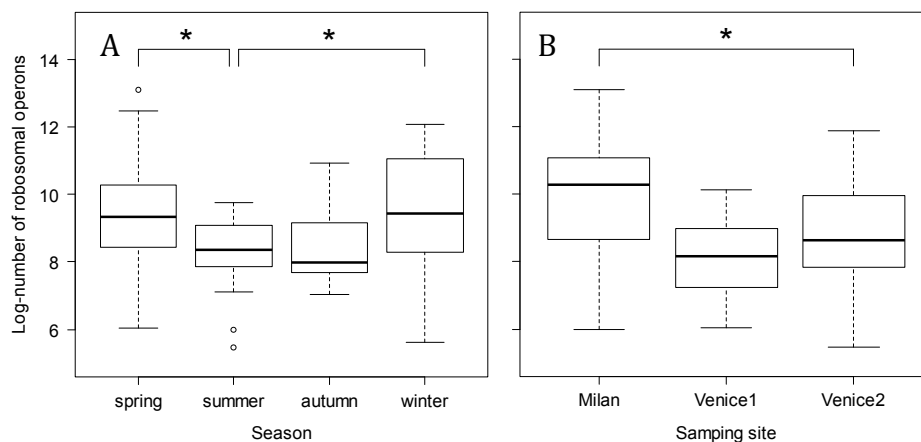 A
*
*
B
*
Log-number of robosomal operons
14
12
10
8
6
spring
summer
autumn
winter
Milan
Venice1
Venice2
Season
Samping site